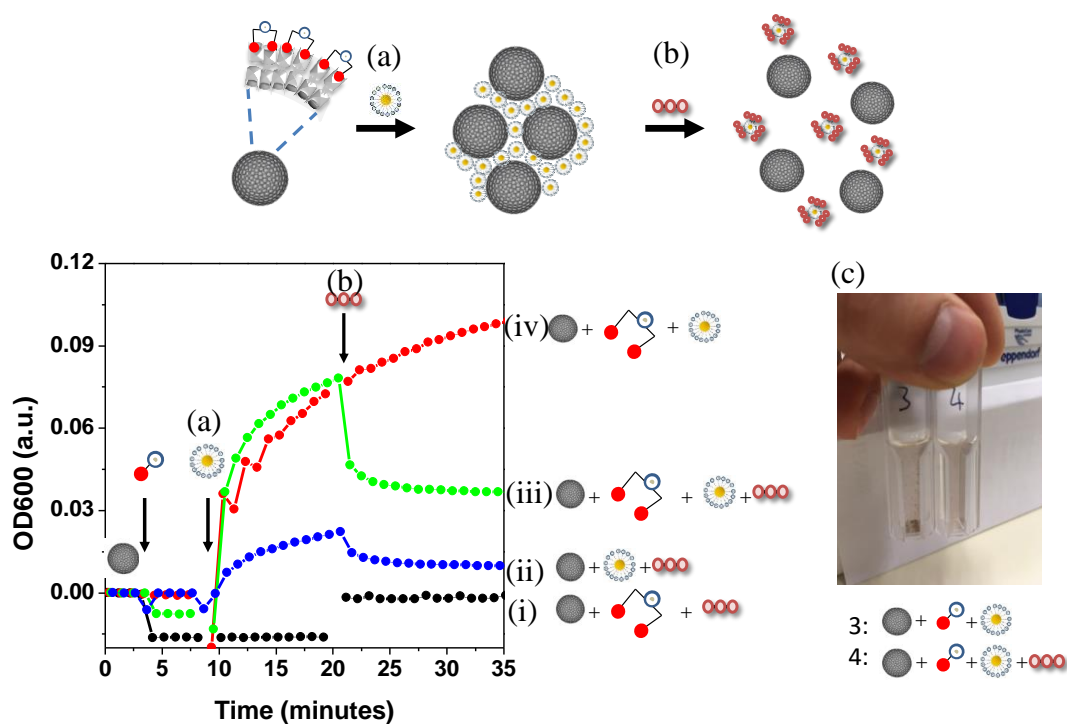 (a)
(b)
0.12
0.09
0.06
0.03
0.00
OD600 (a.u.)
(a)
(b)
0 5 10 15 20 25 30 35
Time (minutes)
(iv) + +
(iii) + + +
(ii) + +
(i) + +
(c)
eppendorf
3 4
3: + +
4: + + +